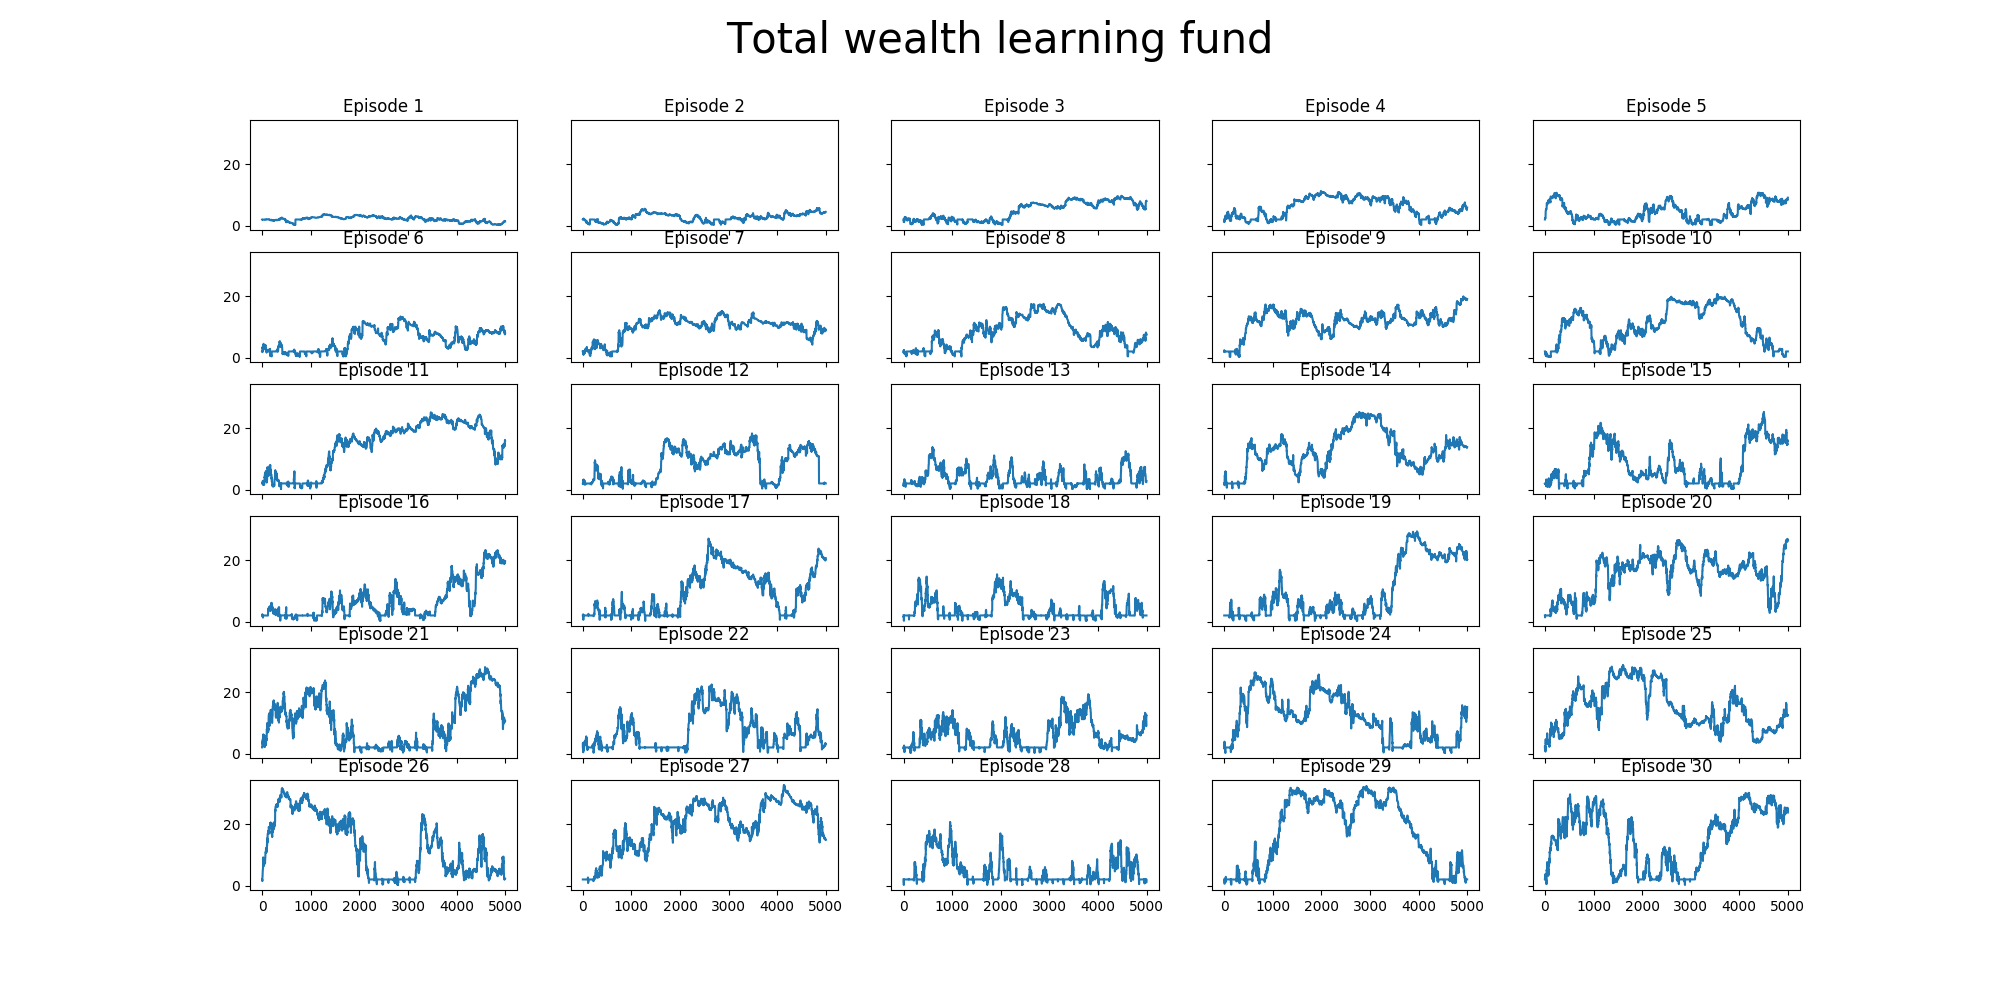 Total wealth learning fund
Episode 1 Episode 2 Episode 3 Episode 4 Episode 5
20
0
Episode 6 Episode 7 Episode 8 Episode 9 Episode 10
20
0
Episode 11 Episode 12 Episode 13 Episode 14 Episode 15
20
0
Episode 16 Episode 17 Episode 18 Episode 19 Episode 20
20
0
Episode 21 Episode 22 Episode 23 Episode 24 Episode 25
20
0
Episode 26 Episode 27 Episode 28 Episode 29 Episode 30
20
0
0 1000 2000 3000 4000 5000 0 1000 2000 3000 4000 5000 0 1000 2000 3000 4000 5000 0 1000 2000 3000 4000 5000 0 1000 2000 3000 4000 5000